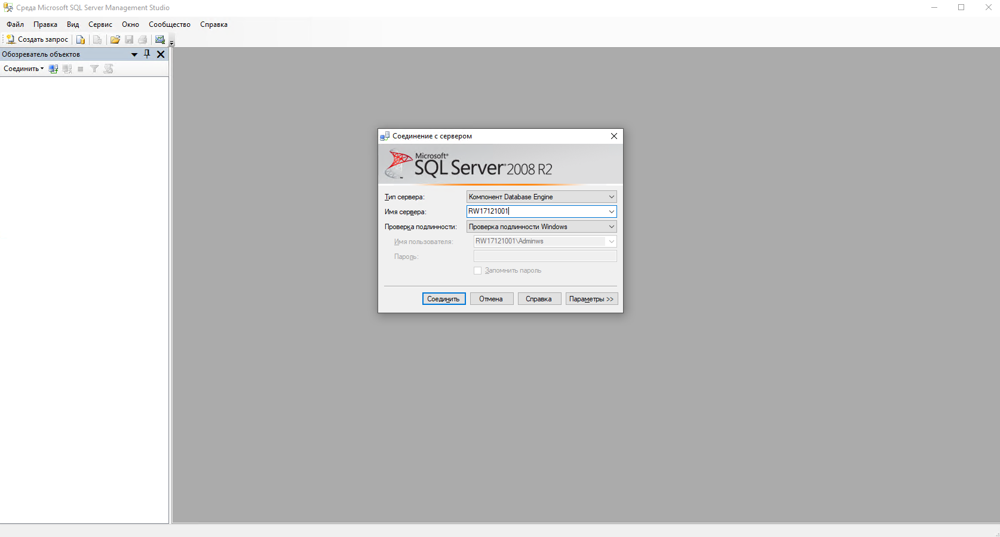 Среда Microsoft SQL Server Management Studio
Файл Правка Вид Сервис Окно Сообщество Справка
Создать запрос
Обозреватель объектов
Соединить
Соединение с сервером
Microsoft®
SQL Server® 2008 R2
Тип сервера: Компонент Database Engine
Имя сервера: RW17121001
Проверка подлинности: Проверка подлинности Windows
Имя пользователя: RW17121001\Adminws
Пароль:
Запомнить пароль
Соединить Отмена Справка Параметры >>